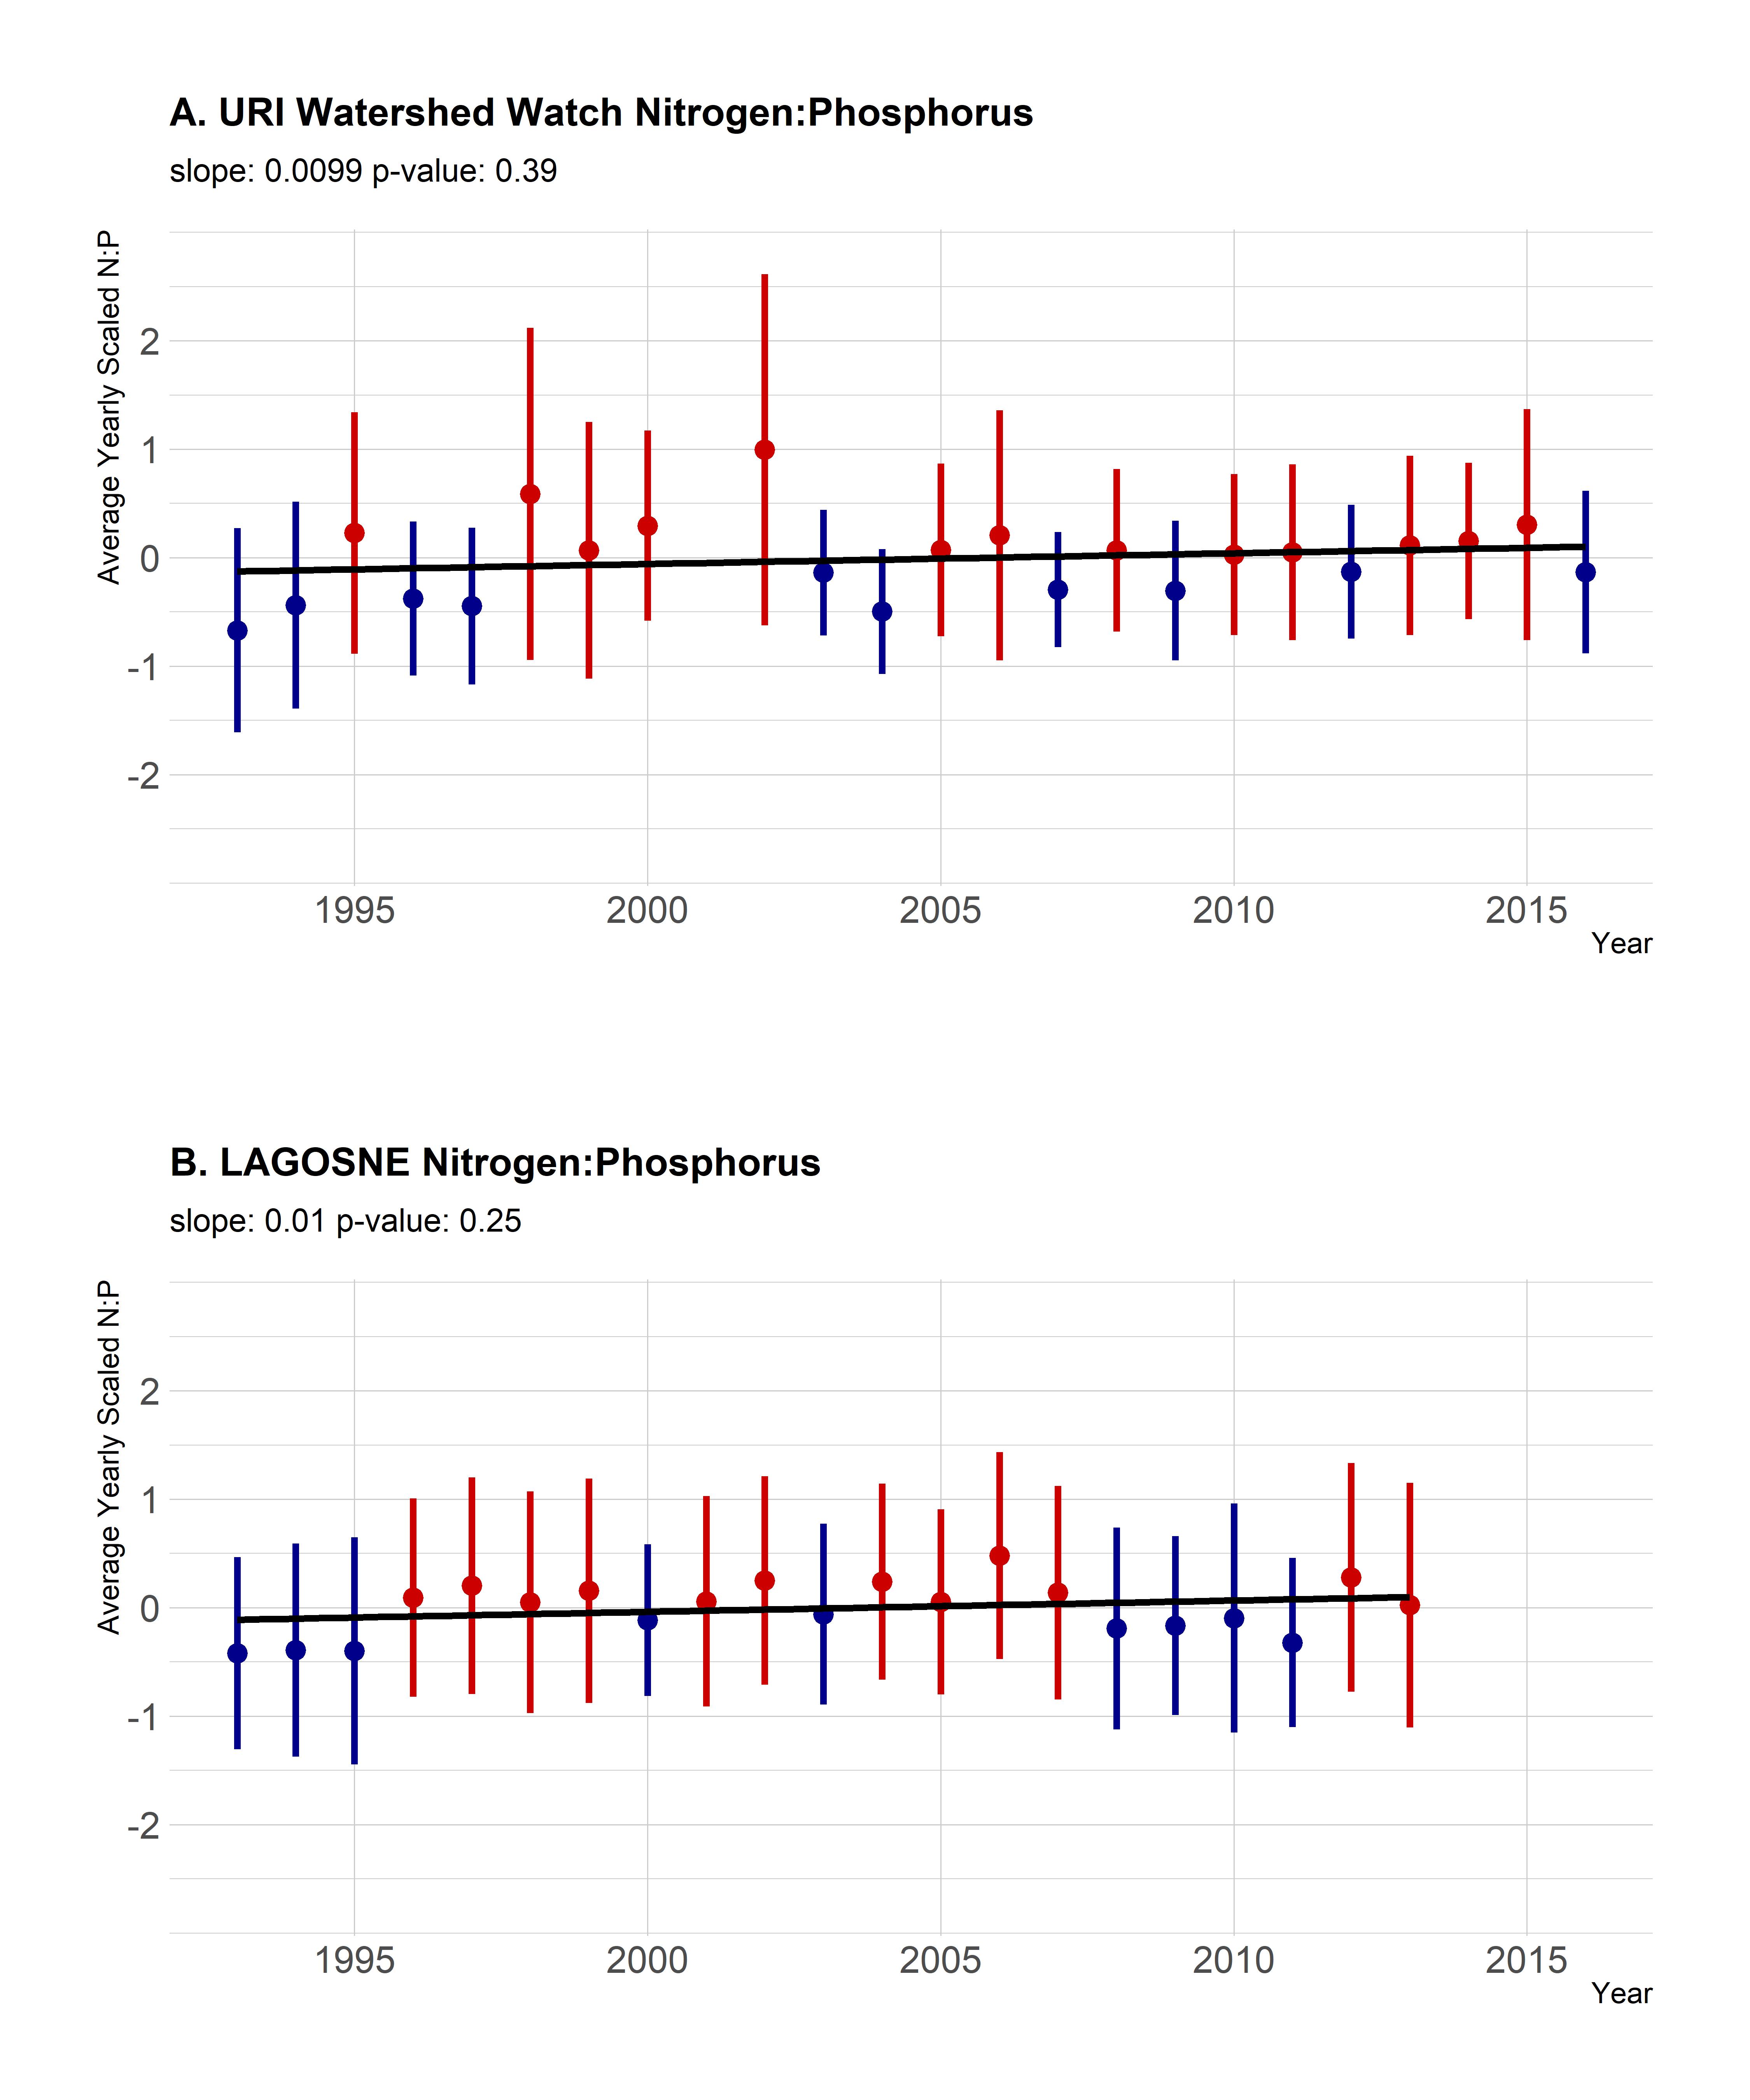 A. URI Watershed Watch Nitrogen:Phosphorus
slope: 0.0099 p-value: 0.39
Average Yearly Scaled N:P
2
1
0
-1
-2
1995 2000 2005 2010 2015
Year
B. LAGOSNE Nitrogen:Phosphorus
slope: 0.01 p-value: 0.25
Average Yearly Scaled N:P
2
1
0
-1
-2
1995 2000 2005 2010 2015
Year